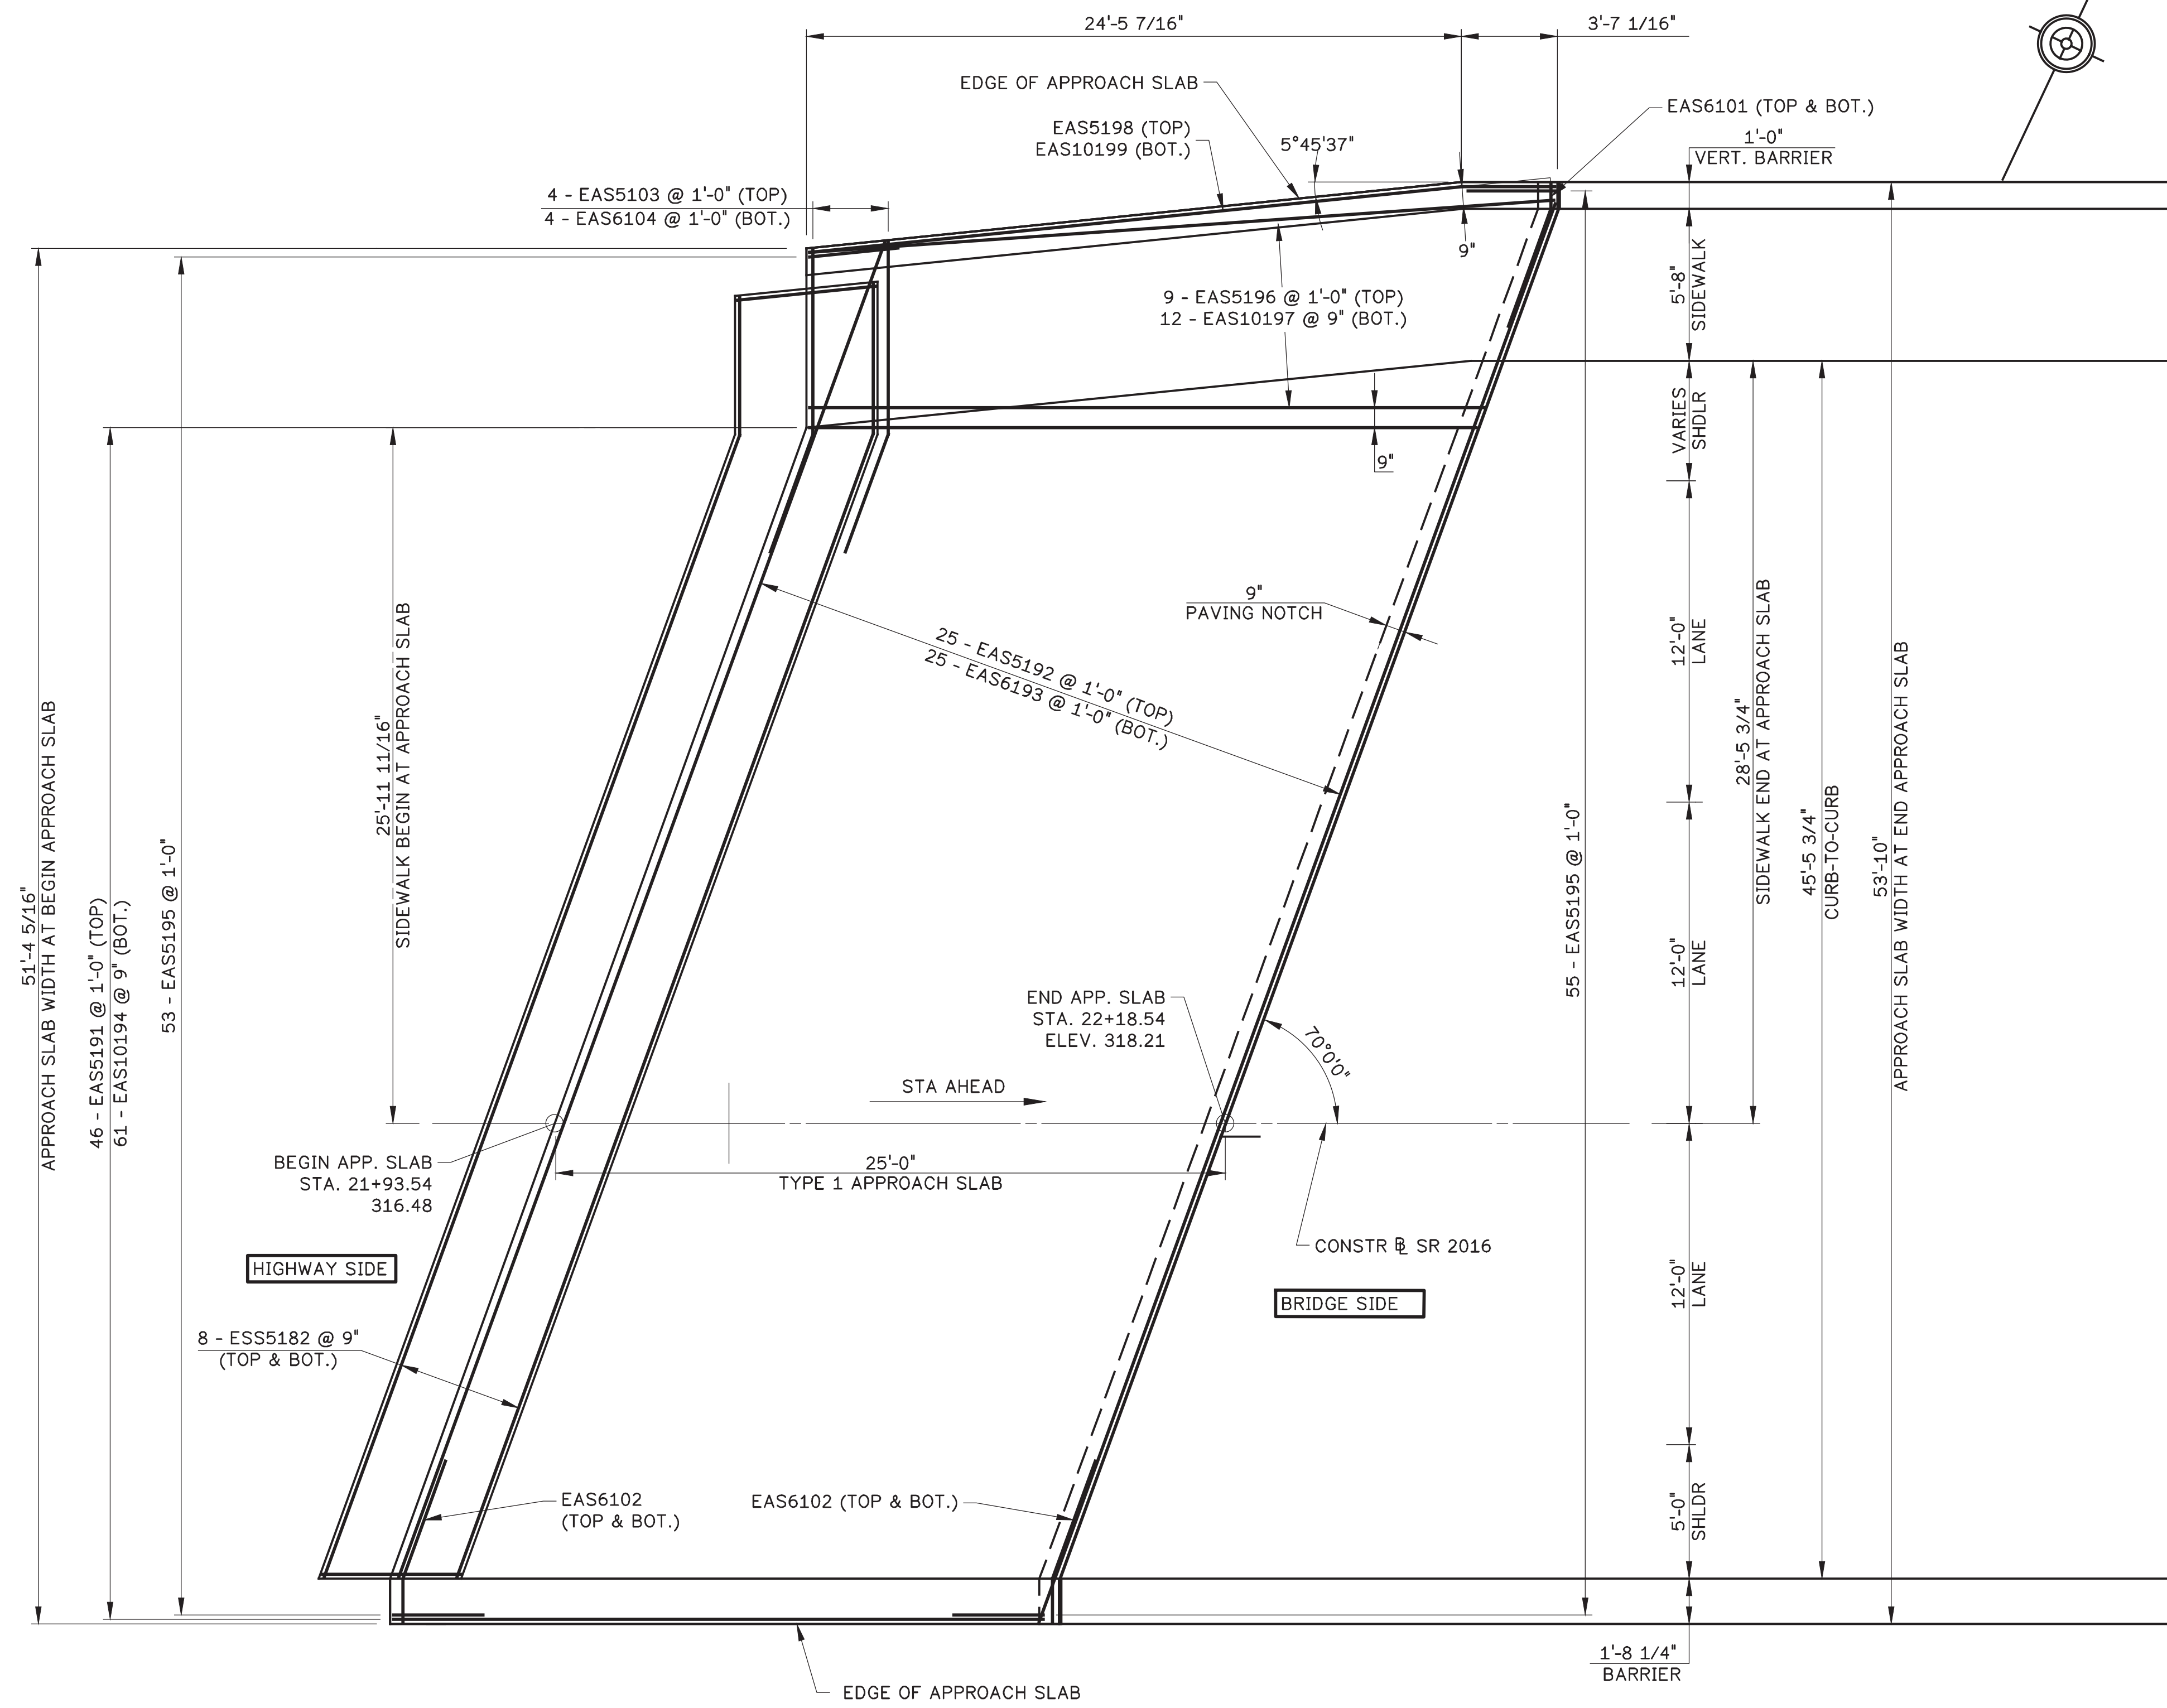 24'-5 7/16"
3'-7 1/16"
EDGE OF APPROACH SLAB
EAS6101 (TOP & BOT.)
EAS5198 (TOP)
EAS10199 (BOT.)
5°45'37"
1'-0"
VERT. BARRIER
4 - EAS5103 @ 1'-0" (TOP)
4 - EAS6104 @ 1'-0" (BOT.)
9"
5'-8"
SIDEWALK
9 - EAS5196 @ 1'-0" (TOP)
12 - EAS10197 @ 9" (BOT.)
VARIES
SHDLR
9"
9"
PAVING NOTCH
25 - EAS5192 @ 1'-0" (TOP)
25 - EAS6193 @ 1'-0" (BOT.)
12'-0"
LANE
28'-5 3/4"
SIDEWALK END AT APPROACH SLAB
45'-5 3/4"
CURB-TO-CURB
53'-10"
APPROACH SLAB WIDTH AT END APPROACH SLAB
51'-4 5/16"
APPROACH SLAB WIDTH AT BEGIN APPROACH SLAB
46 - EAS5191 @ 1'-0" (TOP)
61 - EAS10194 @ 9" (BOT.)
53 - EAS5195 @ 1'-0"
25'-11 11/16"
SIDEWALK BEGIN AT APPROACH SLAB
55 - EAS5195 @ 1'-0"
12'-0"
LANE
END APP. SLAB
STA. 22+18.54
ELEV. 318.21
70°0'0"
STA AHEAD
BEGIN APP. SLAB
STA. 21+93.54
316.48
25'-0"
TYPE 1 APPROACH SLAB
CONSTR BL SR 2016
HIGHWAY SIDE
BRIDGE SIDE
12'-0"
LANE
8 - ESS5182 @ 9"
(TOP & BOT.)
EAS6102
(TOP & BOT.)
EAS6102 (TOP & BOT.)
5'-0"
SHLDR
1'-8 1/4"
BARRIER
EDGE OF APPROACH SLAB